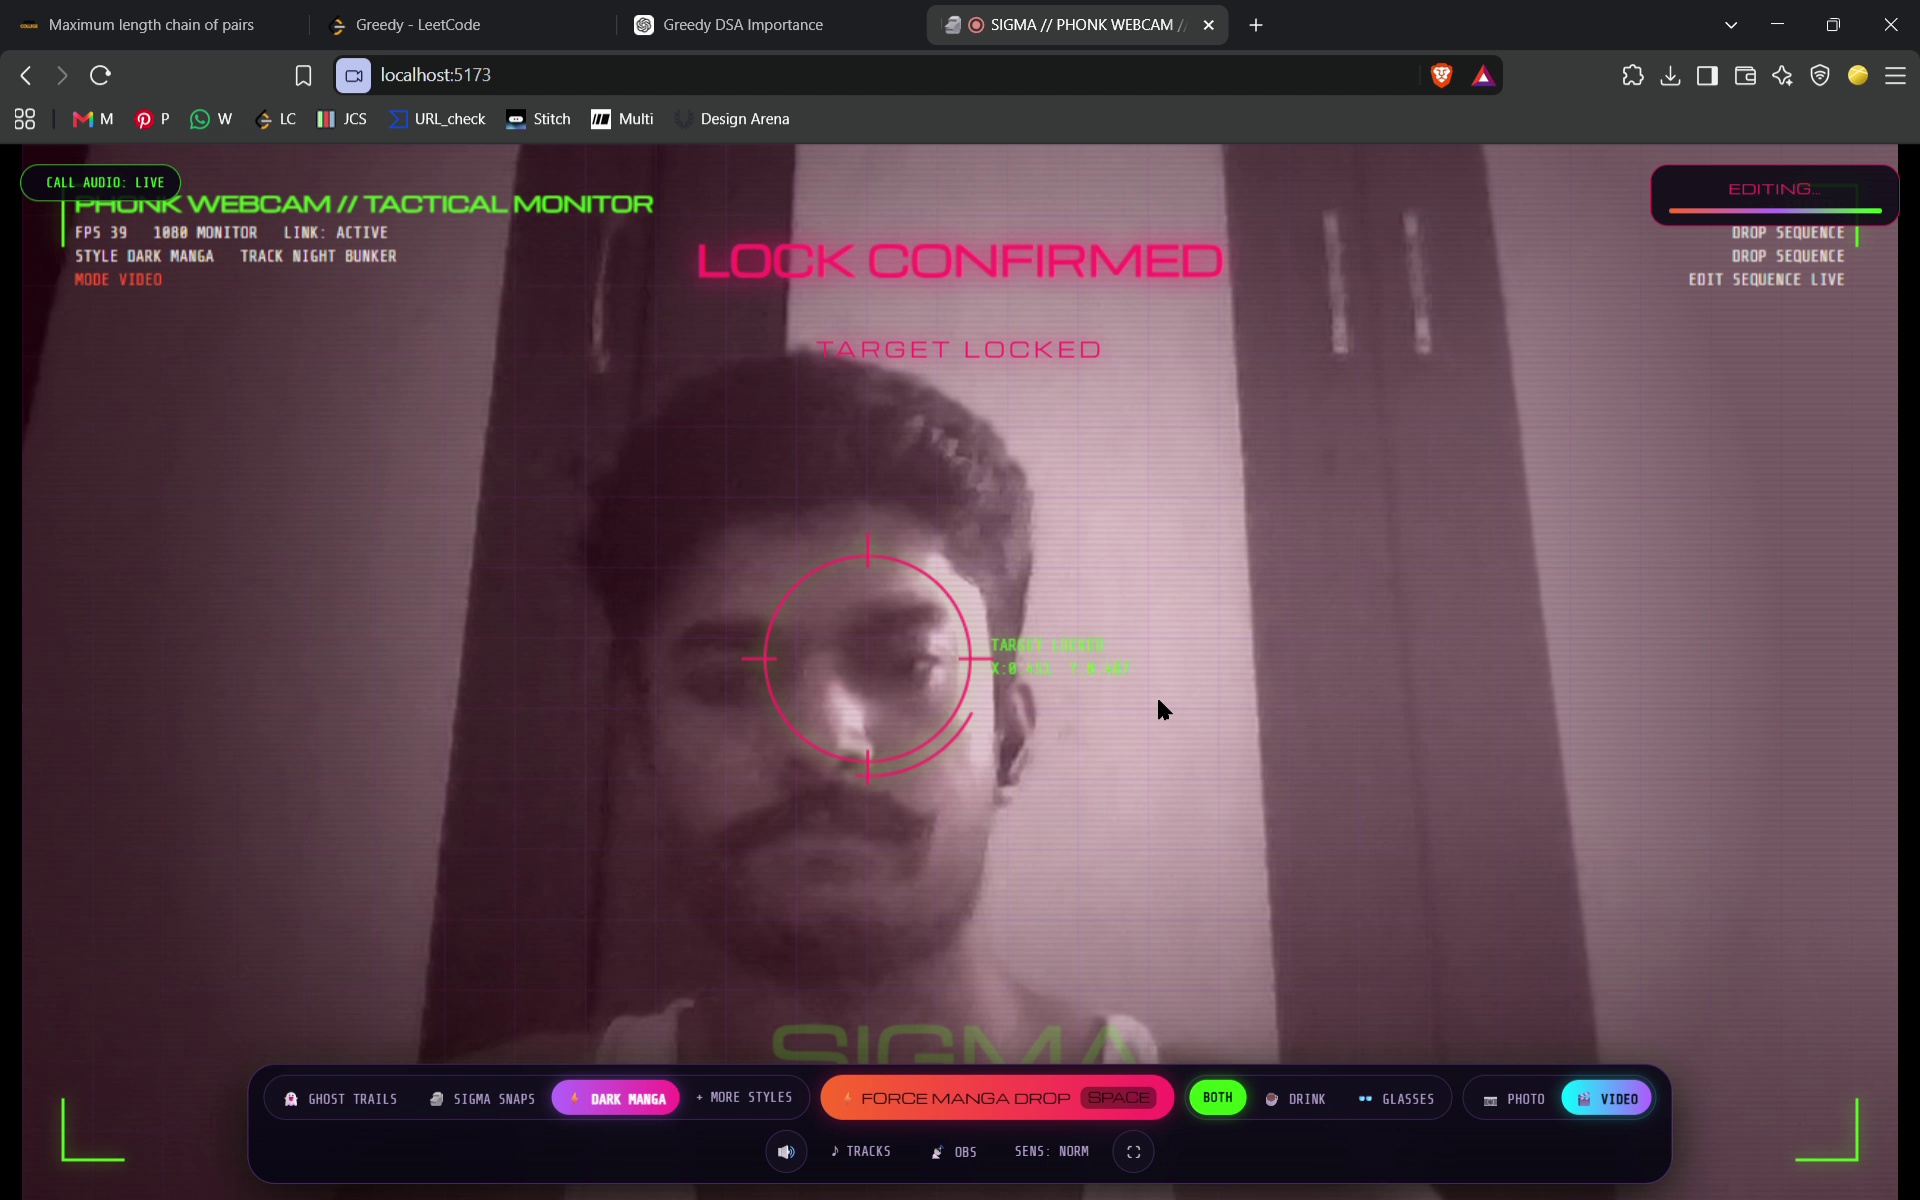 Maximum length chain of pairs
Greedy - LeetCode
Greedy DSA Importance
SIGMA // PHONK WEBCAM //
localhost:5173
M
P
W
LC
JCS
URL_check
Stitch
Multi
Design Arena
CALL AUDIO: LIVE
PHONK WEBCAM // TACTICAL MONITOR
FPS 39 1080 MONITOR LINK: ACTIVE
STYLE DARK MANGA TRACK NIGHT BUNKER
MODE VIDEO
EDITING...
DROP SEQUENCE
DROP SEQUENCE
EDIT SEQUENCE LIVE
LOCK CONFIRMED
TARGET LOCKED
TARGET LOCKED
SIGMA
GHOST TRAILS
SIGMA SNAPS
DARK MANGA
+ MORE STYLES
FORCE MANGA DROP SPACE
BOTH
DRINK
GLASSES
PHOTO
VIDEO
♪ TRACKS
OBS
SENS: NORM